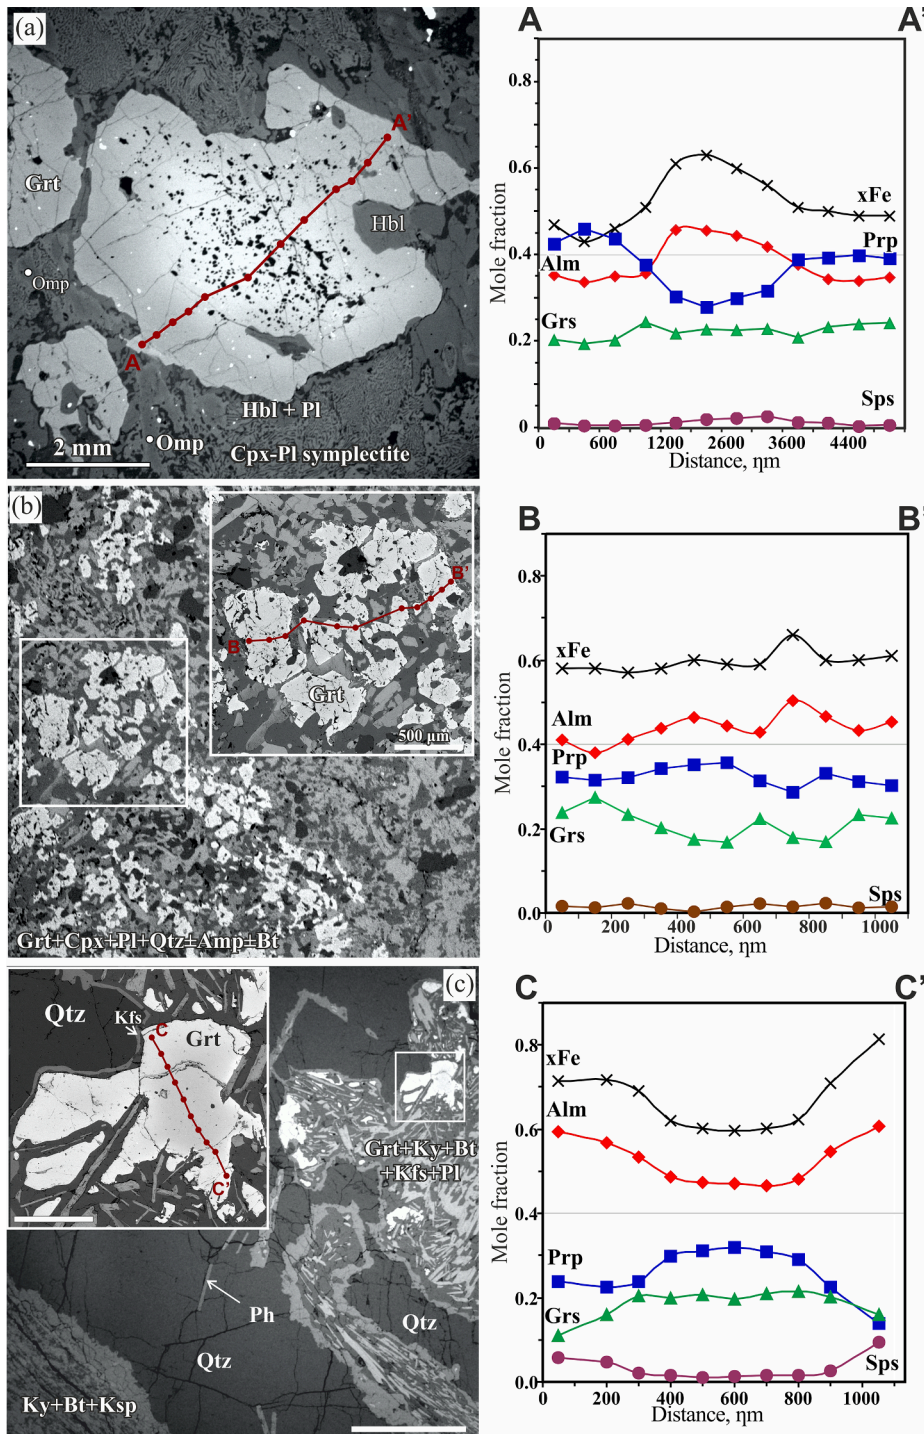 (a)
Grt
Omp
A'
Hbl
A
Hbl + Pl
2 mm
Omp
Cpx-Pl symplectite
A
A'
0.8
0.6
0.4
0.2
0
Mole fraction
xFe
Prp
Alm
Grs
Sps
0 600 1200 1200 3600 4400
Distance, ηm
(b)
B'
B
Grt
500 μm
Grt+Cpx+Pl+Qtz±Amp±Bt
B
B'
0.8
0.6
0.4
0.2
0.0
Mole fraction
xFe
Alm
Prp
Grs
Sps
0 200 400 600 800 1000
Distance, ηm
(c)
Qtz
Kfs
C
Grt
C'
Grt+Ky+Bt
+Kfs+Pl
Ph
Qtz
Qtz
Ky+Bt+Ksp
C
C'
0.8
0.6
0.4
0.2
0.0
Mole fraction
xFe
Alm
Prp
Grs
Sps
0 200 400 600 800 1000
Distance, ηm